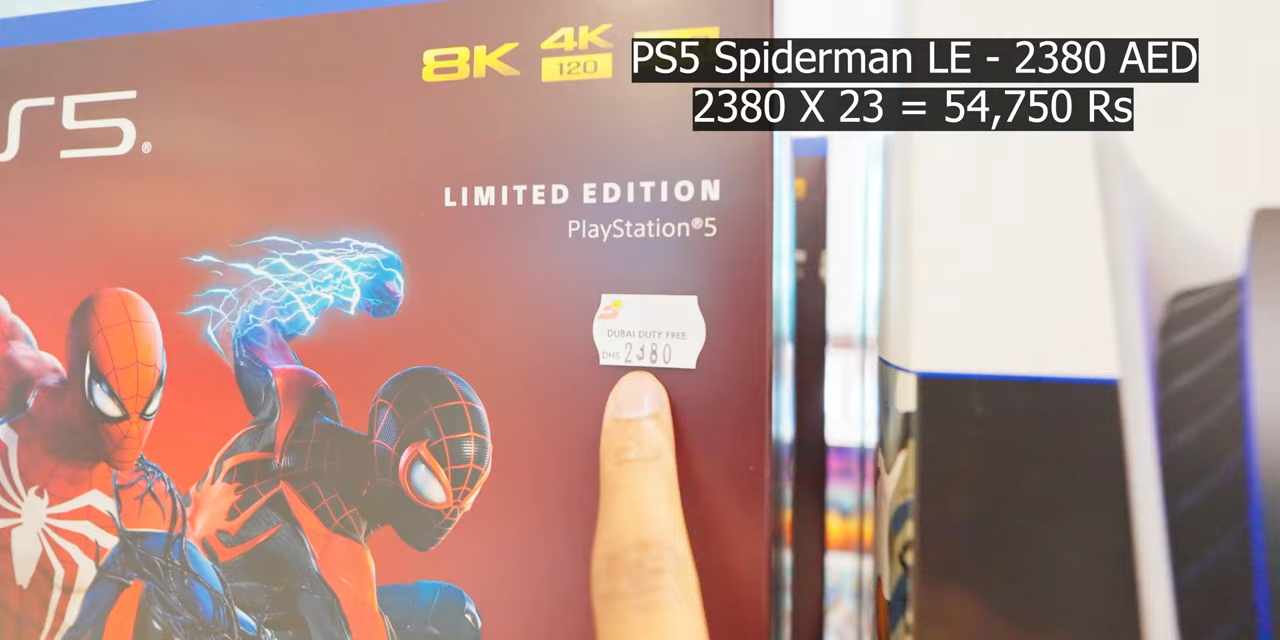 PS5 Spiderman LE - 2380 AED
2380 X 23 = 54,750 Rs
8K 4K
120
S5®
LIMITED EDITION
PlayStation®5
DUBAI DUTY FREE
DHS 2380